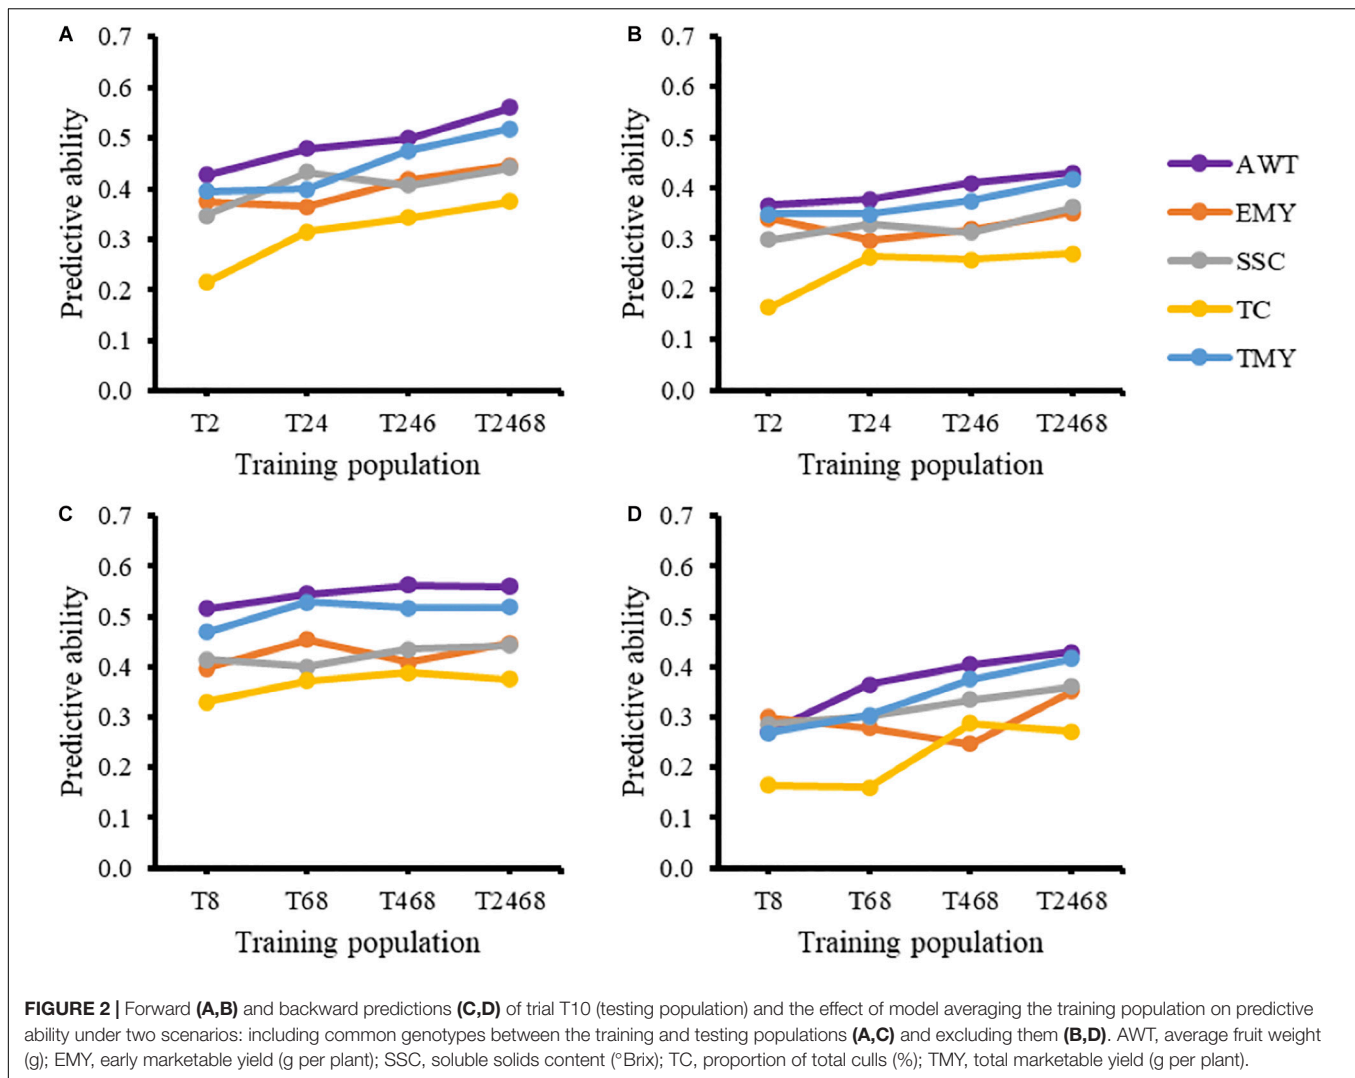 A
0.7
0.6
0.5
0.4
0.3
0.2
0.1
0.0
Predictive ability
T2 T24 T246 T2468
Training population
B
0.7
0.6
0.5
0.4
0.3
0.2
0.1
0.0
Predictive ability
T2 T24 T246 T2468
Training population
AWT
EMY
SSC
TC
TMY
C
0.7
0.6
0.5
0.4
0.3
0.2
0.1
0.0
Predictive ability
T8 T68 T468 T2468
Training population
D
0.7
0.6
0.5
0.4
0.3
0.2
0.1
0.0
Predictive ability
T8 T68 T468 T2468
Training population
FIGURE 2 | Forward (A,B) and backward predictions (C,D) of trial T10 (testing population) and the effect of model averaging the training population on predictive
ability under two scenarios: including common genotypes between the training and testing populations (A,C) and excluding them (B,D). AWT, average fruit weight
(g); EMY, early marketable yield (g per plant); SSC, soluble solids content (°Brix); TC, proportion of total culls (%); TMY, total marketable yield (g per plant).